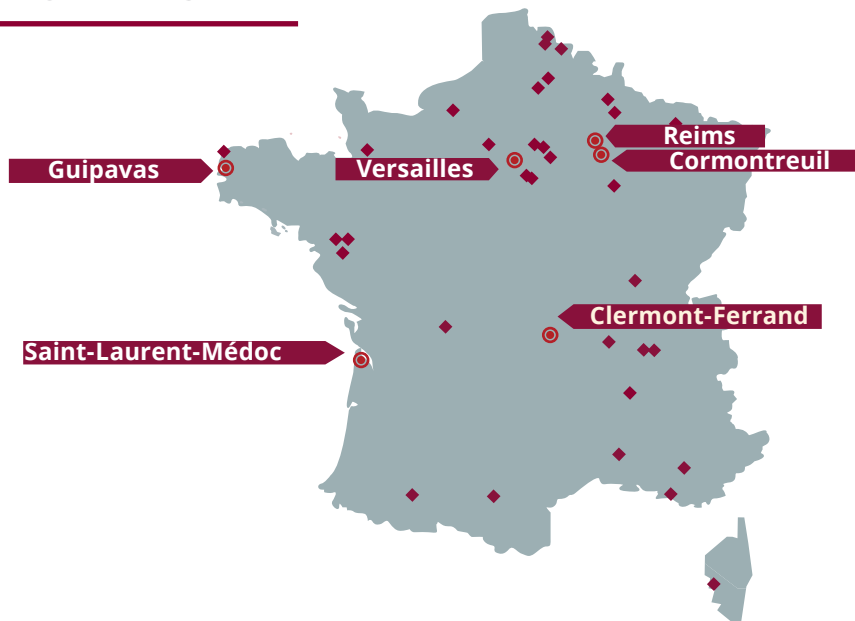 Reims
Cormontreuil
Guipavas
Versailles
Clermont-Ferrand
Saint-Laurent-Médoc